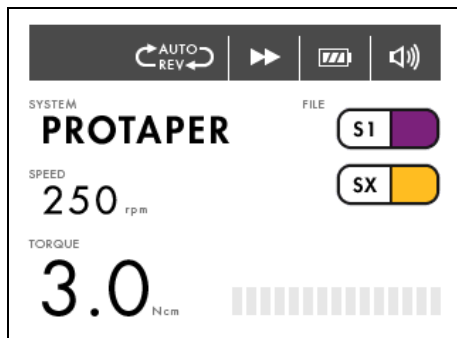 AUTO
REV
SYSTEM
PROTAPER
FILE
S1
SX
SPEED
250 rpm
TORQUE
3.0 Ncm